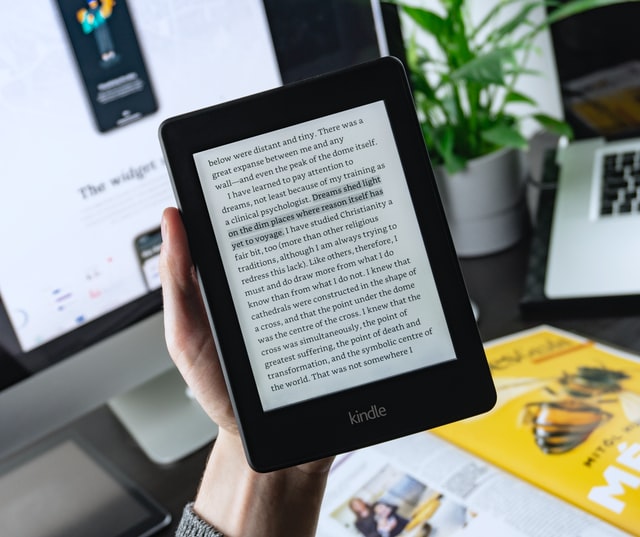 The widget
below were distant and tiny. There was a
great expanse between me and any
wall—and even the peak of the dome itself.
I have learned to pay attention to
dreams, not least because of my training as
a clinical psychologist. Dreams shed light
on the dim places where reason itself has
yet to voyage. I have studied Christianity a
fair bit, too (more than other religious
traditions, although I am always trying to
redress this lack). Like others, therefore, I
must and do draw more from what I do
know than from what I do not. I knew that
cathedrals were constructed in the shape of
a cross, and that the point under the dome
was the centre of the cross. I knew that the
cross was simultaneously, the point of
greatest suffering, the point of death and
transformation, and the symbolic centre of
the world. That was not somewhere I
kindle
MITŐL